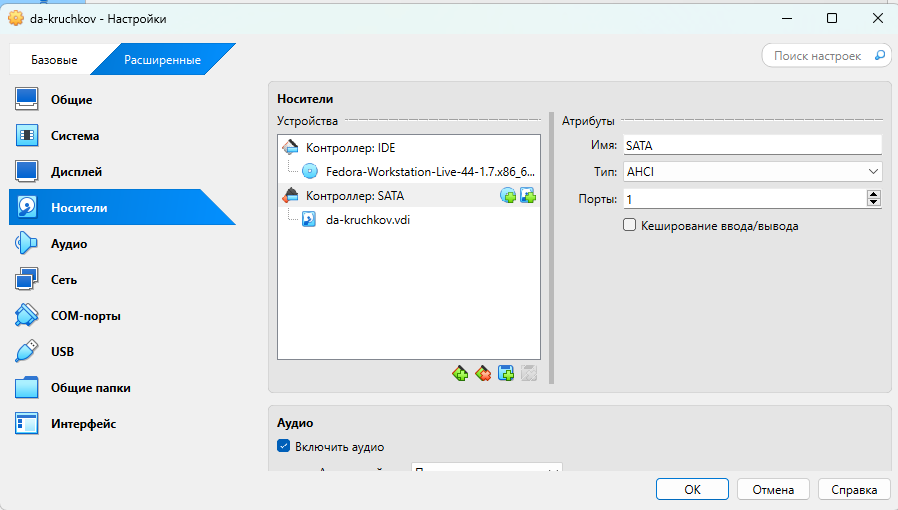 da-kruchkov - Настройки
Базовые
Расширенные
Поиск настроек
Общие
Система
Дисплей
Носители
Аудио
Сеть
COM-порты
USB
Общие папки
Интерфейс
Носители
Устройства
Контроллер: IDE
Fedora-Workstation-Live-44-1.7.x86_6...
Контроллер: SATA
da-kruchkov.vdi
Атрибуты
Имя: SATA
Тип: AHCI
Порты: 1
Кеширование ввода/вывода
Аудио
Включить аудио
OK
Отмена
Справка